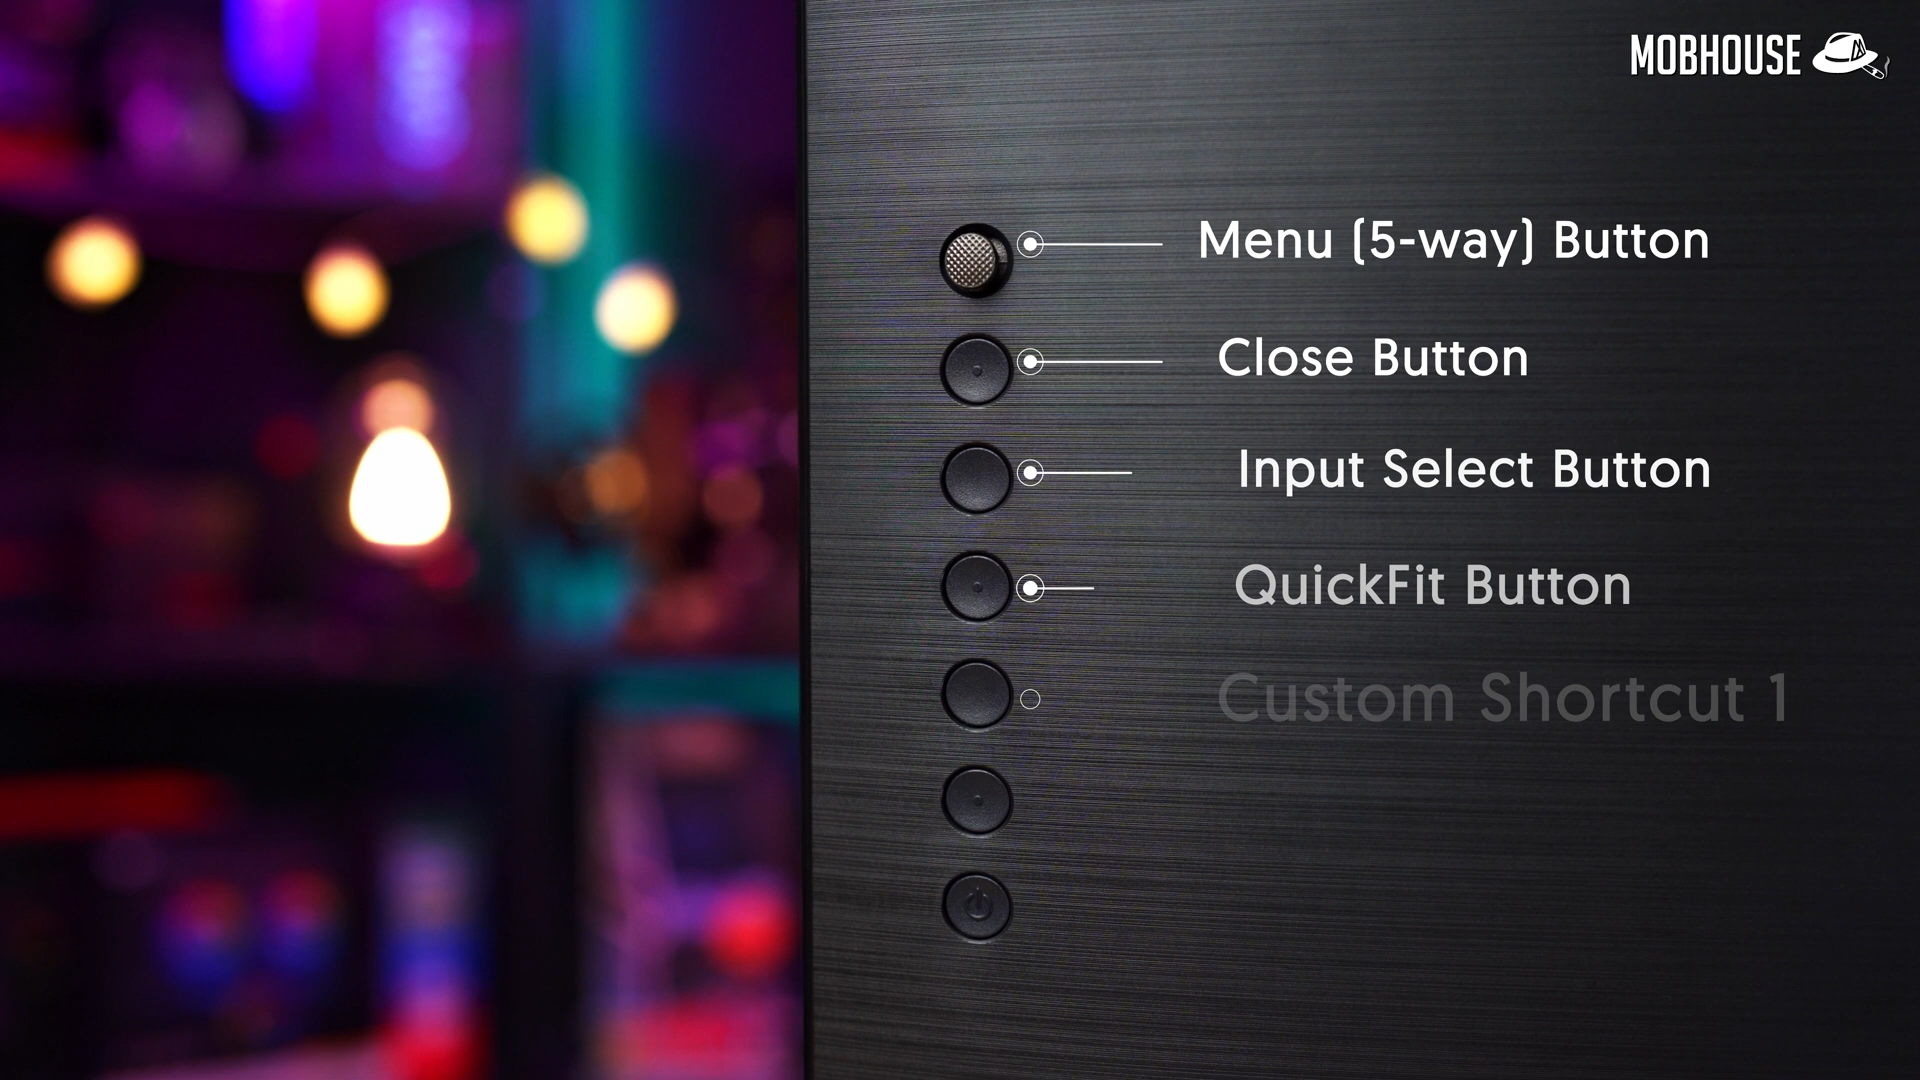 MOBHOUSE
Menu (5-way) Button
Close Button
Input Select Button
QuickFit Button
Custom Shortcut 1